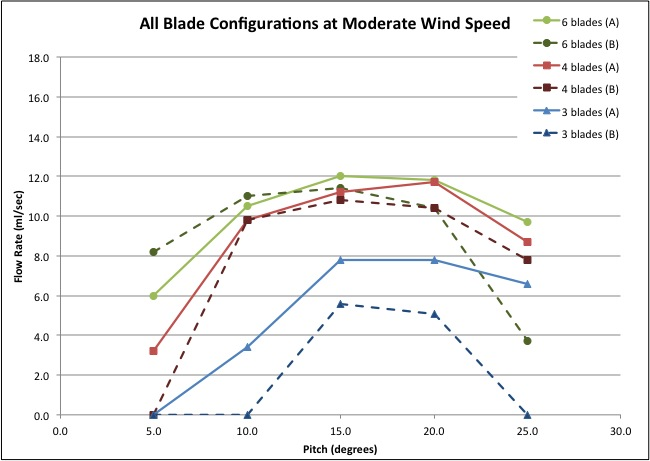 All Blade Configurations at Moderate Wind Speed
6 blades (A)
6 blades (B)
4 blades (A)
4 blades (B)
3 blades (A)
3 blades (B)
18.0
16.0
14.0
12.0
10.0
8.0
6.0
4.0
2.0
0.0
Flow Rate (ml/sec)
0.0 5.0 10.0 15.0 20.0 25.0 30.0
Pitch (degrees)